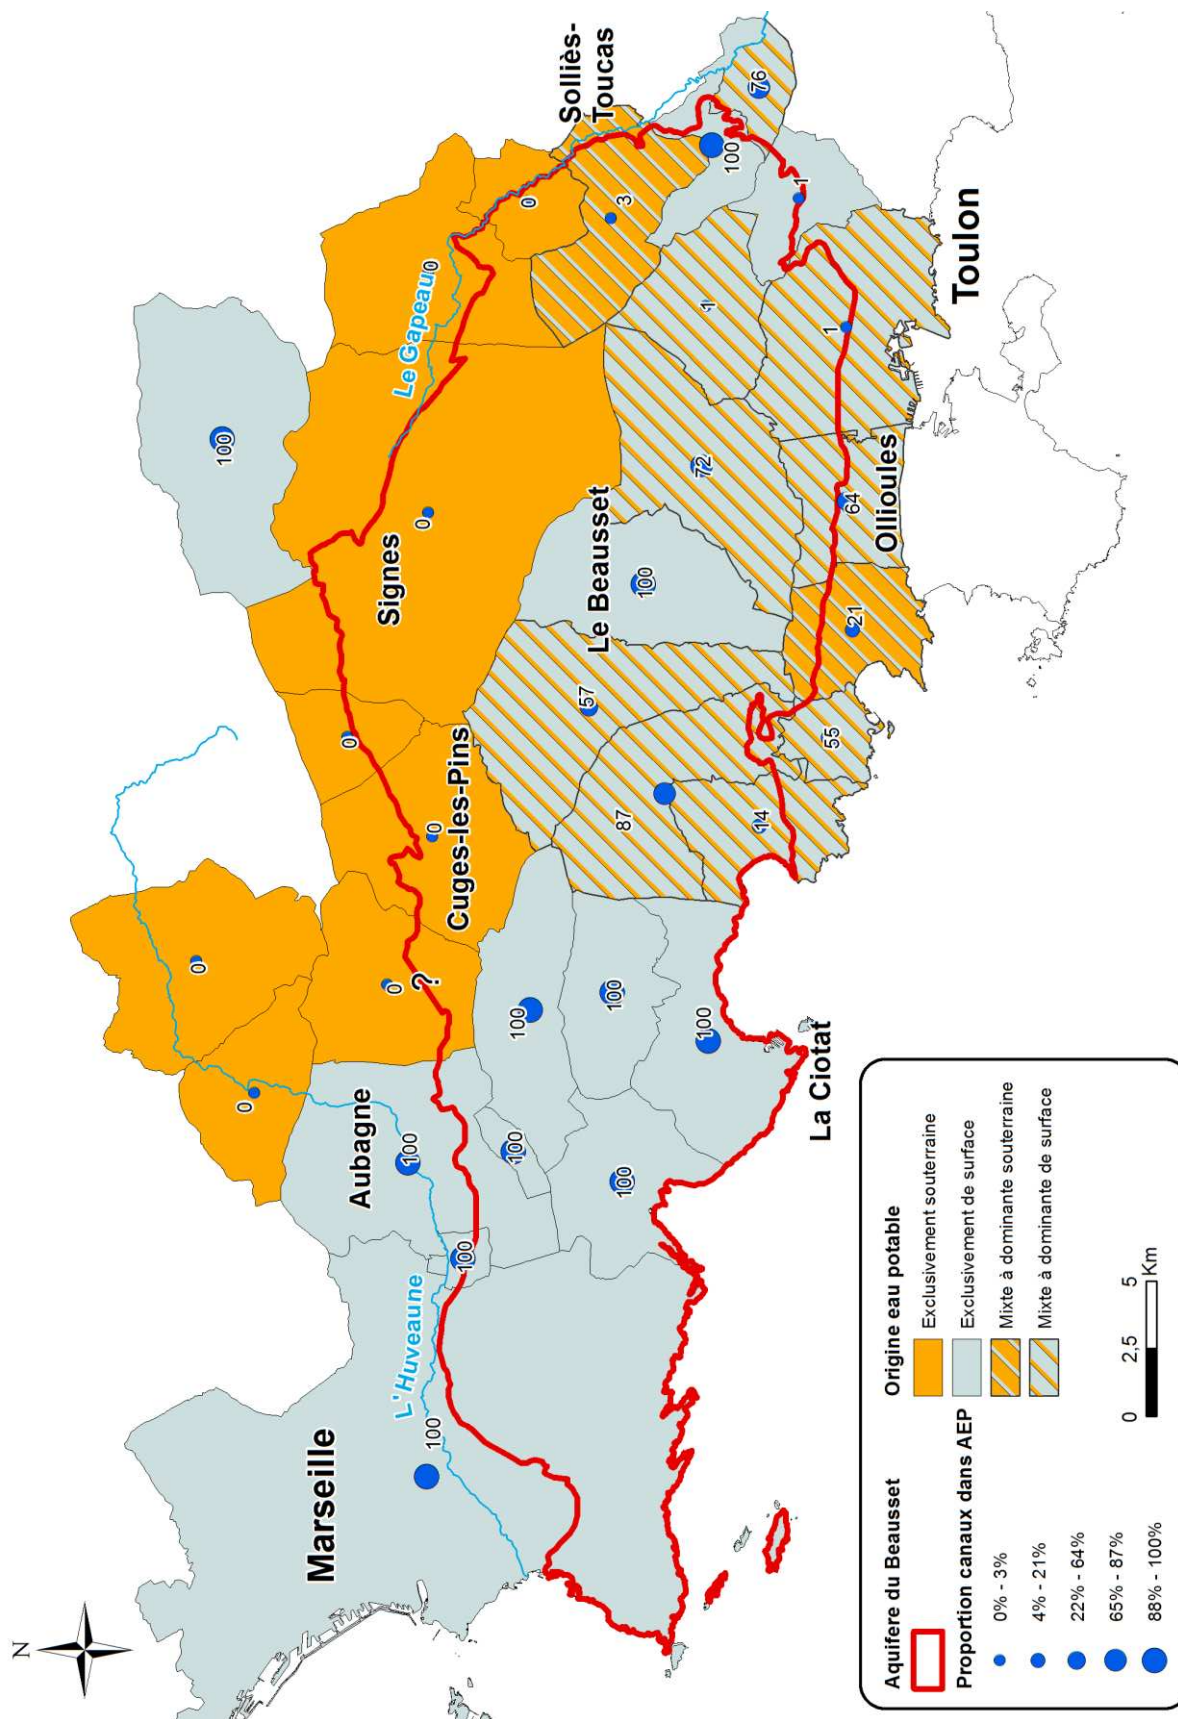 N
Marseille
L'Huveaune
100
100
Aubagne
100
100
100
100
100
100
La Ciotat
0
0
0
?
Cuges-les-Pins
0
0
87
14
57
55
Signes
0
100
Le Beausset
100
72
21
64
Ollioules
Le Gapeau
0
0
Solliès-
Toucas
3
1
1
1
100
76
Toulon
Aquifère du Beausset
Proportion canaux dans AEP
0% - 3%
4% - 21%
22% - 64%
65% - 87%
88% - 100%
Origine eau potable
Exclusivement souterraine
Exclusivement de surface
Mixte à dominante souterraine
Mixte à dominante de surface
0 2,5 5
Km